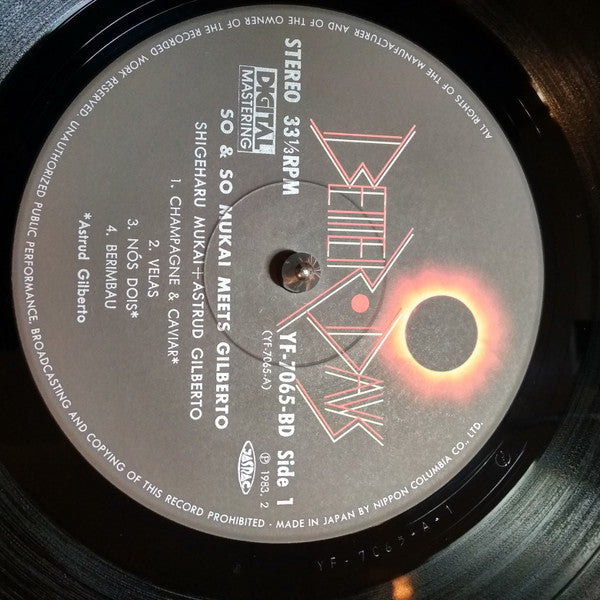 BETTER·DAYS
STEREO 33⅓RPM
YF-7065-BD Side 1
(YF-7065-A)
DIGITAL
MASTERING
℗ 1983. 2
JASRAC
SO & SO MUKAI MEETS GILBERTO
SHIGEHARU MUKAI+ASTRUD GILBERTO
1. CHAMPAGNE & CAVIAR*
2. VELAS
3. NÓS DOIS*
4. BERIMBAU
*Astrud Gilberto
ALL RIGHTS OF THE MANUFACTURER AND OF THE OWNER OF THE RECORDED WORK RESERVED. UNAUTHORIZED PUBLIC PERFORMANCE, BROADCASTING AND COPYING OF THIS RECORD PROHIBITED - MADE IN JAPAN BY NIPPON COLUMBIA CO., LTD.
YF-7065-A-1